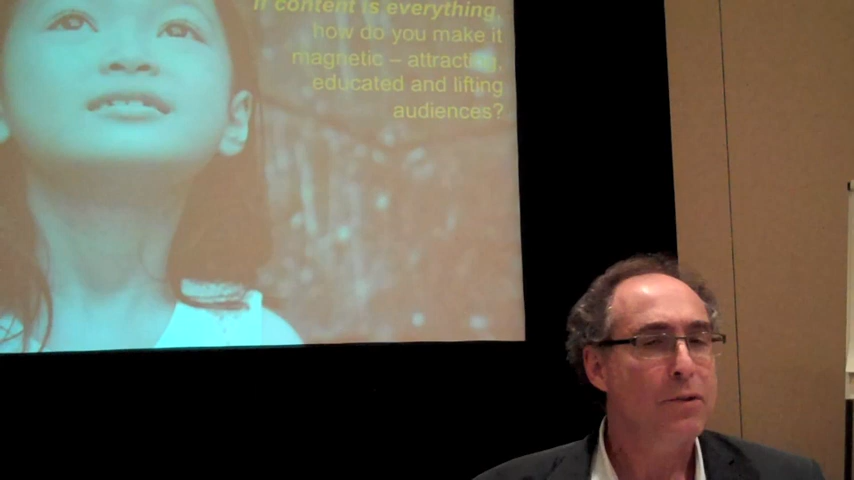 If content is everything,
how do you make it
magnetic – attracting,
educated and lifting
audiences?